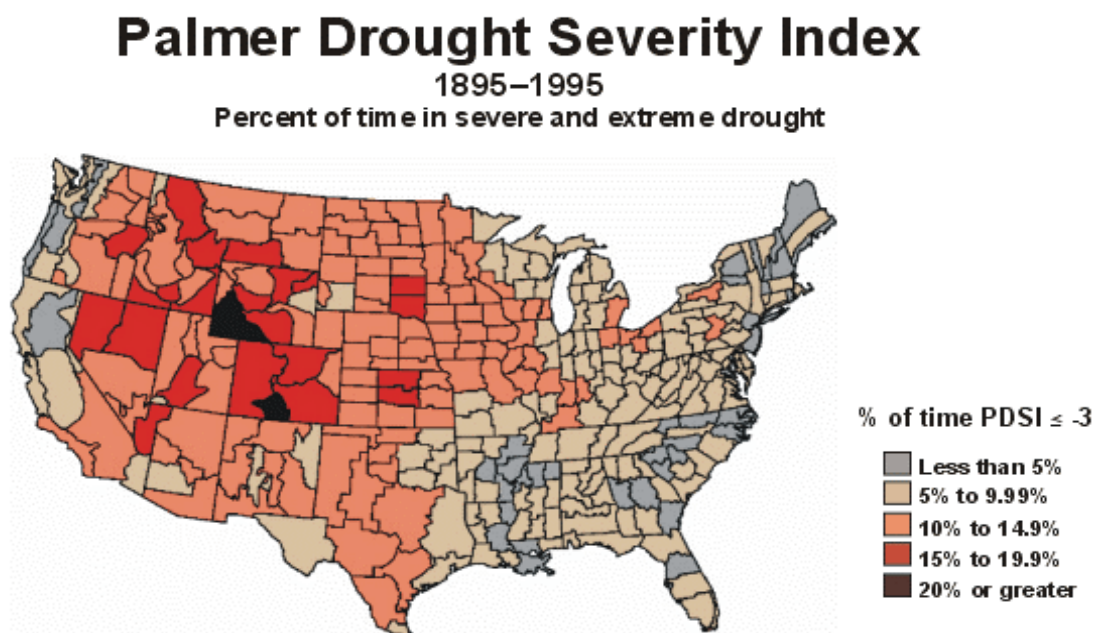 Palmer Drought Severity Index
1895–1995
Percent of time in severe and extreme drought
% of time PDSI ≤ -3
Less than 5%
5% to 9.99%
10% to 14.9%
15% to 19.9%
20% or greater